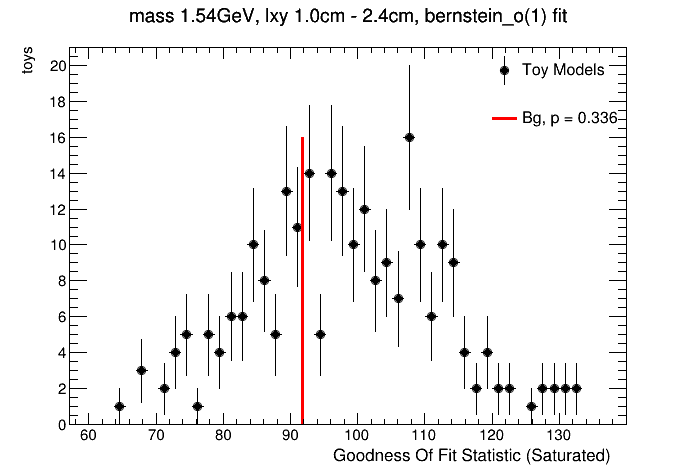 mass 1.54GeV, lxy 1.0cm - 2.4cm, bernstein_o(1) fit
toys
Toy Models
Bg, p = 0.336
20
18
16
14
12
10
8
6
4
2
0
60 70 80 90 100 110 120 130
Goodness Of Fit Statistic (Saturated)